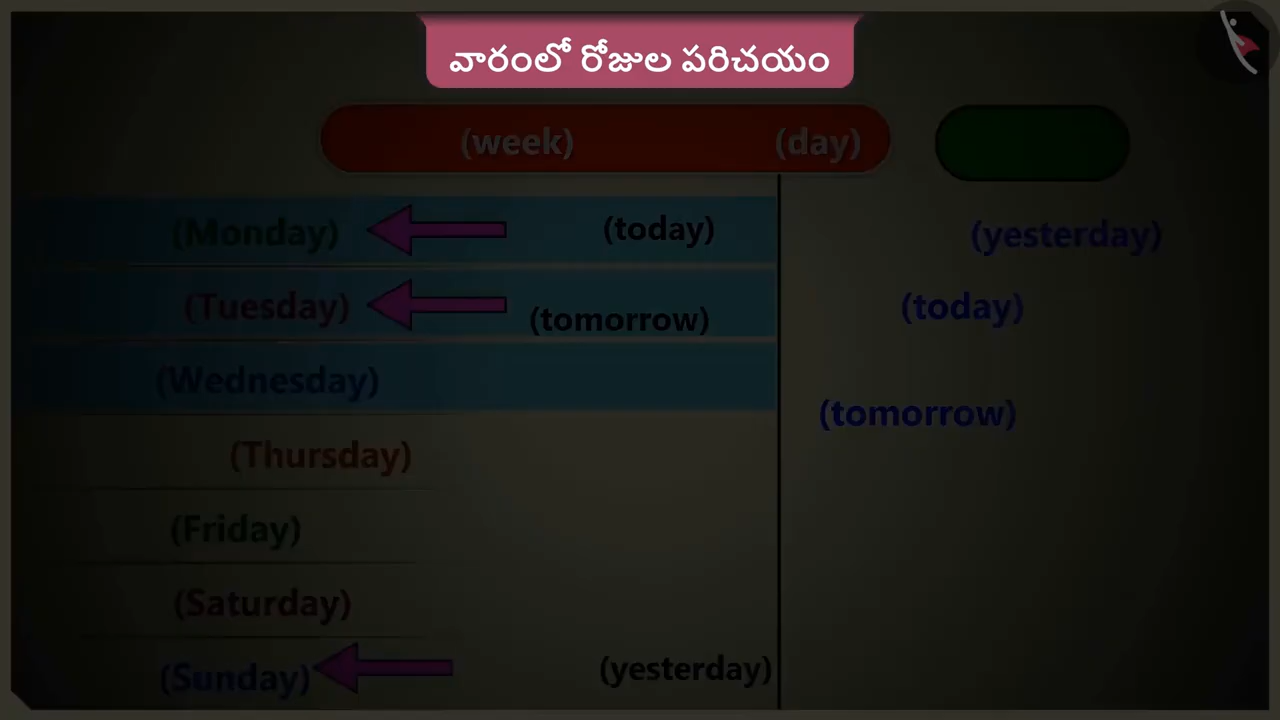 వారంలో రోజుల పరిచయం
(week) (day)
(Monday) (today) (yesterday)
(Tuesday) (tomorrow) (today)
(Wednesday) (tomorrow)
(Thursday)
(Friday)
(Saturday)
(Sunday) (yesterday)